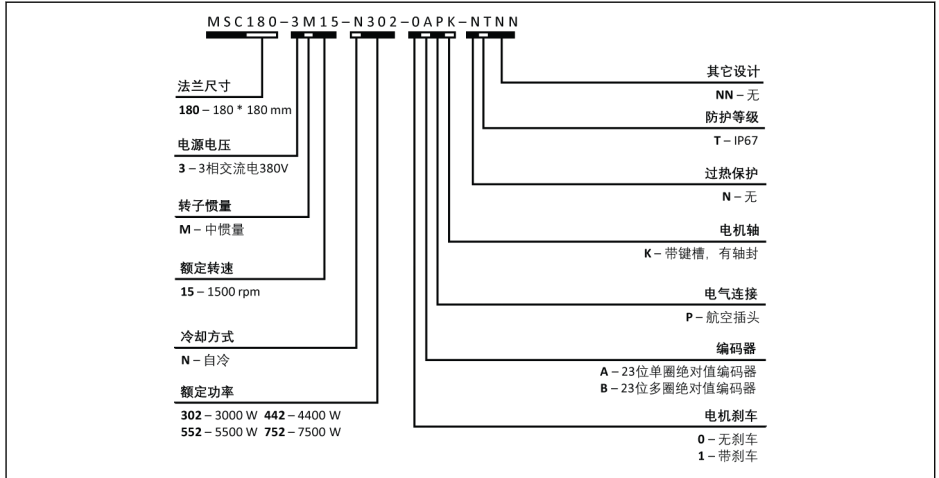 MSC180-3M15-N302-0APK-NTNN
法兰尺寸
180 – 180 * 180 mm
电源电压
3 – 3相交流电380V
转子惯量
M – 中惯量
额定转速
15 – 1500 rpm
冷却方式
N – 自冷
额定功率
302 – 3000 W 442 – 4400 W
552 – 5500 W 752 – 7500 W
其它设计
NN – 无
防护等级
T – IP67
过热保护
N – 无
电机轴
K – 带键槽，有轴封
电气连接
P – 航空插头
编码器
A – 23位单圈绝对值编码器
B – 23位多圈绝对值编码器
电机刹车
0 – 无刹车
1 – 带刹车